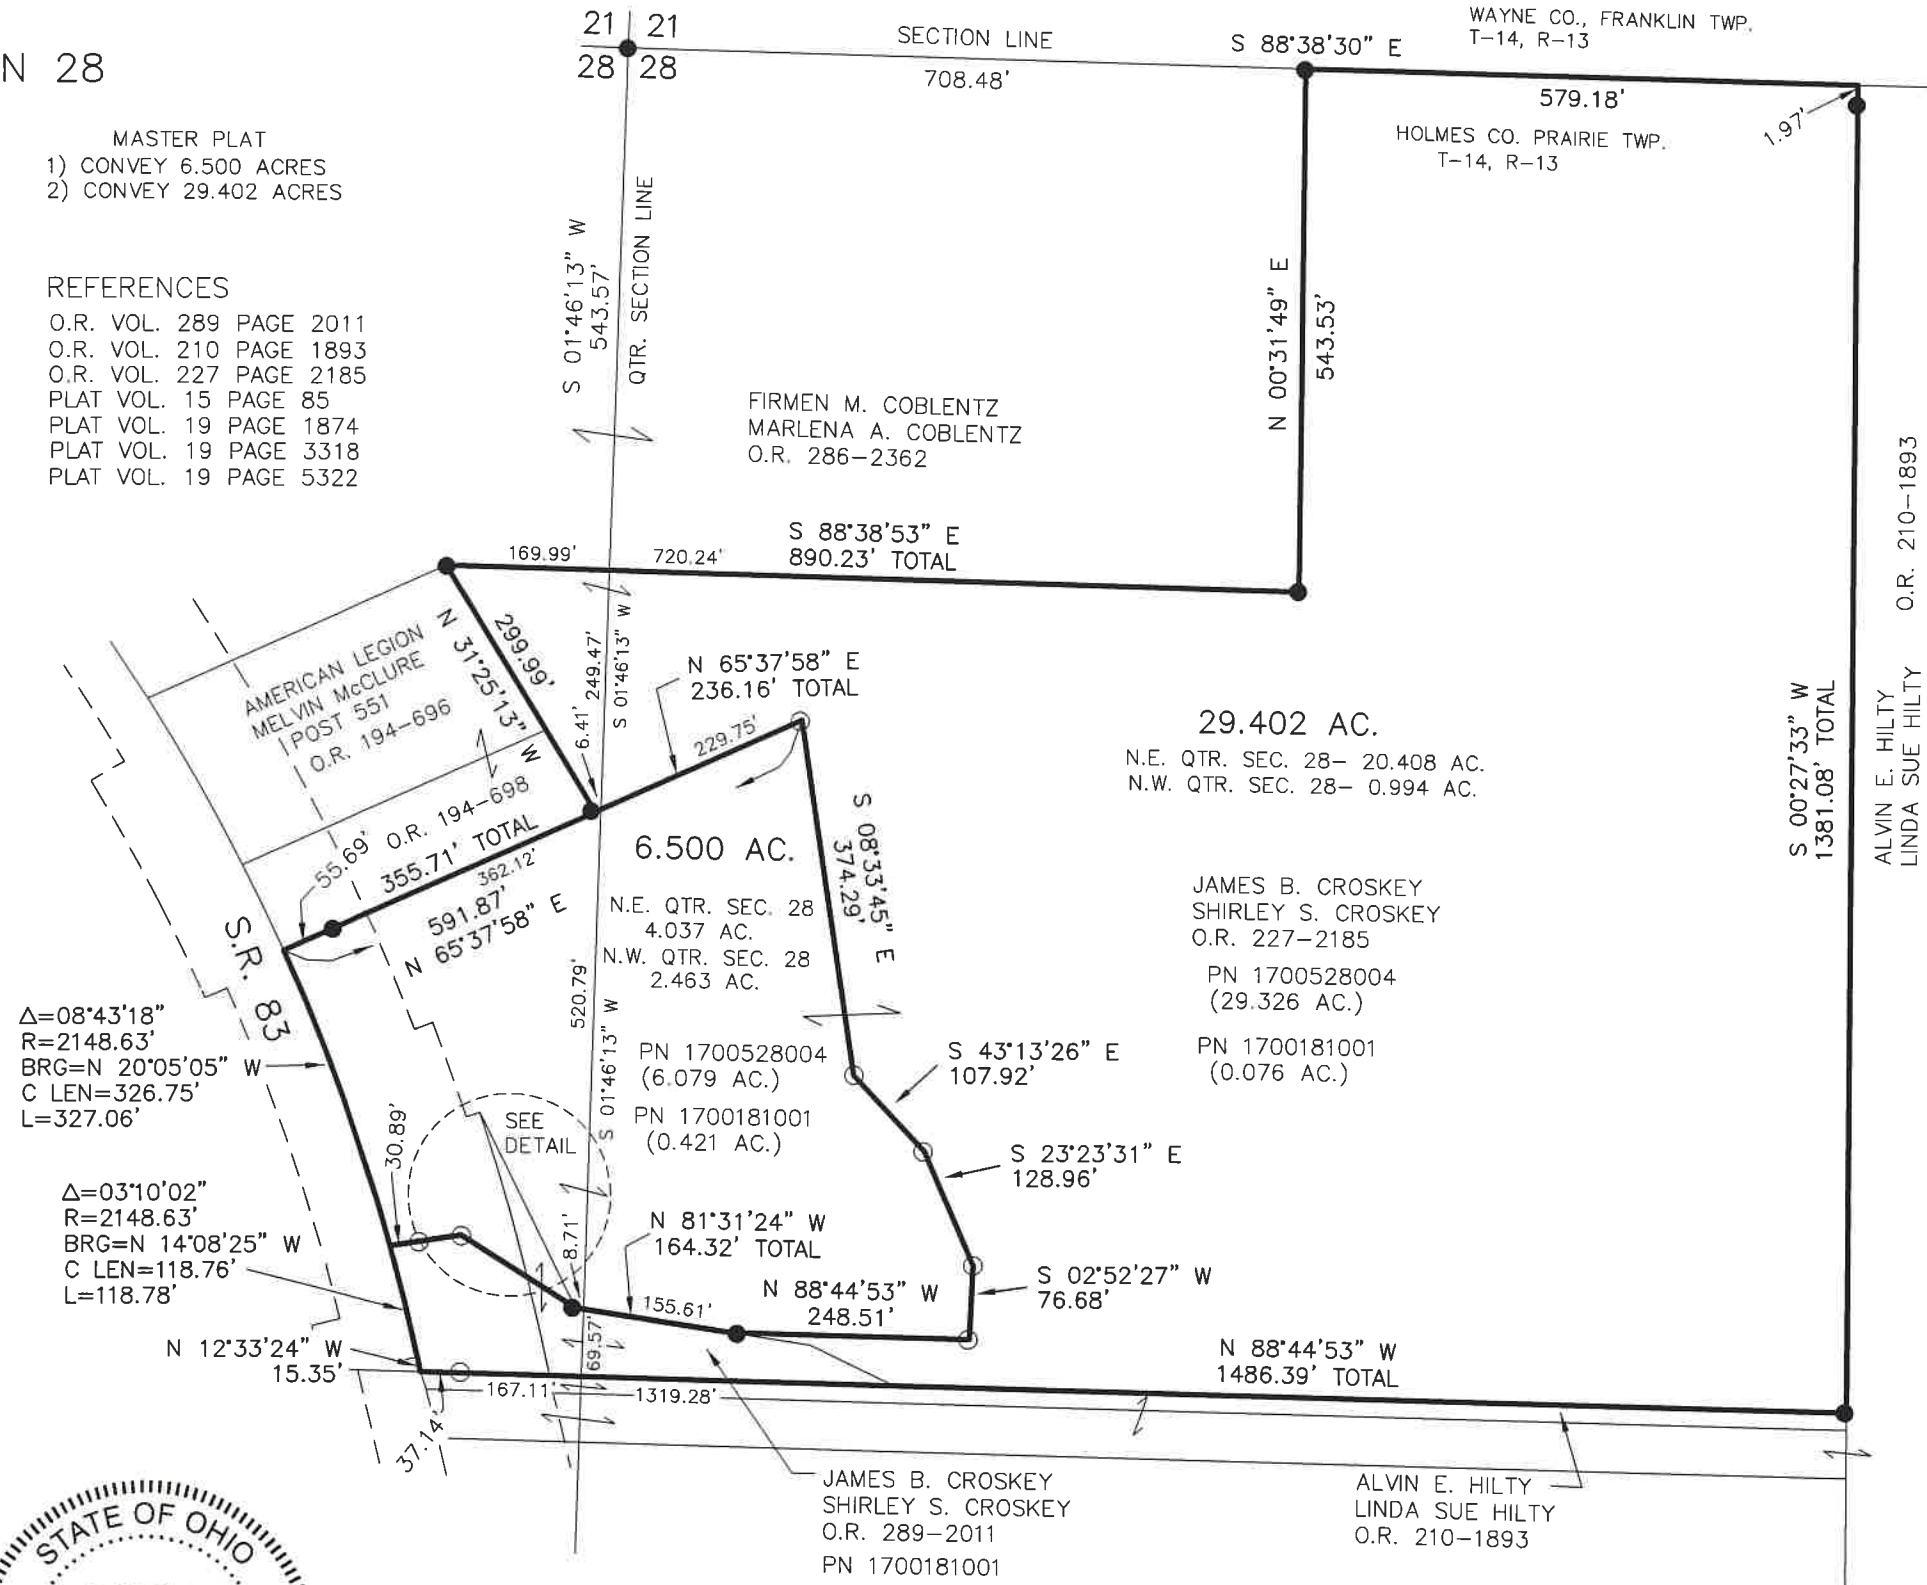 21 21
28 28
SECTION LINE
708.48'
S 88°38'30" E
WAYNE CO., FRANKLIN TWP.
T-14, R-13
579.18'
1.97'
HOLMES CO. PRAIRIE TWP.
T-14, R-13
N 28
MASTER PLAT
1) CONVEY 6.500 ACRES
2) CONVEY 29.402 ACRES
REFERENCES
O.R. VOL. 289 PAGE 2011
O.R. VOL. 210 PAGE 1893
O.R. VOL. 227 PAGE 2185
PLAT VOL. 15 PAGE 85
PLAT VOL. 19 PAGE 1874
PLAT VOL. 19 PAGE 3318
PLAT VOL. 19 PAGE 5322
S 01°46'13" W
543.57'
QTR. SECTION LINE
FIRMEN M. COBLENTZ
MARLENA A. COBLENTZ
O.R. 286-2362
N 00°31'49" E
543.53'
S 88°38'53" E
890.23' TOTAL
169.99'
720.24'
AMERICAN LEGION
MELVIN McCLURE
POST 551
O.R. 194-696
N 31°25'13" W
299.99'
6.41'
249.47'
S 01°46'13" W
N 65°37'58" E
236.16' TOTAL
229.75'
55.69'
O.R. 194-698
355.71' TOTAL
362.12'
591.87'
N 65°37'58" E
S.R. 83
6.500 AC.
N.E. QTR. SEC. 28
4.037 AC.
N.W. QTR. SEC. 28
2.463 AC.
520.79'
S 01°46'13" W
PN 1700528004
(6.079 AC.)
PN 1700181001
(0.421 AC.)
S 08°33'45" E
374.29'
29.402 AC.
N.E. QTR. SEC. 28- 20.408 AC.
N.W. QTR. SEC. 28- 0.994 AC.
JAMES B. CROSKEY
SHIRLEY S. CROSKEY
O.R. 227-2185
PN 1700528004
(29.326 AC.)
PN 1700181001
(0.076 AC.)
S 00°27'33" W
1381.08' TOTAL
ALVIN E. HILTY
LINDA SUE HILTY
O.R. 210-1893
Δ=08°43'18"
R=2148.63'
BRG=N 20°05'05" W
C LEN=326.75'
L=327.06'
30.89'
SEE
DETAIL
S 43°13'26" E
107.92'
S 23°23'31" E
128.96'
Δ=03°10'02"
R=2148.63'
BRG=N 14°08'25" W
C LEN=118.76'
L=118.78'
8.71'
N 81°31'24" W
164.32' TOTAL
155.61'
N 88°44'53" W
248.51'
S 02°52'27" W
76.68'
N 12°33'24" W
15.35'
69.57'
N 88°44'53" W
1486.39' TOTAL
167.11'
1319.28'
37.14'
JAMES B. CROSKEY
SHIRLEY S. CROSKEY
O.R. 289-2011
PN 1700181001
ALVIN E. HILTY
LINDA SUE HILTY
O.R. 210-1893
STATE OF OHIO